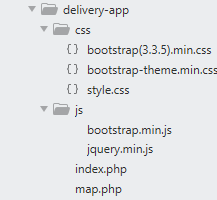 delivery-app
css
{} bootstrap(3.3.5).min.css
{} bootstrap-theme.min.css
{} style.css
js
bootstrap.min.js
jquery.min.js
index.php
map.php